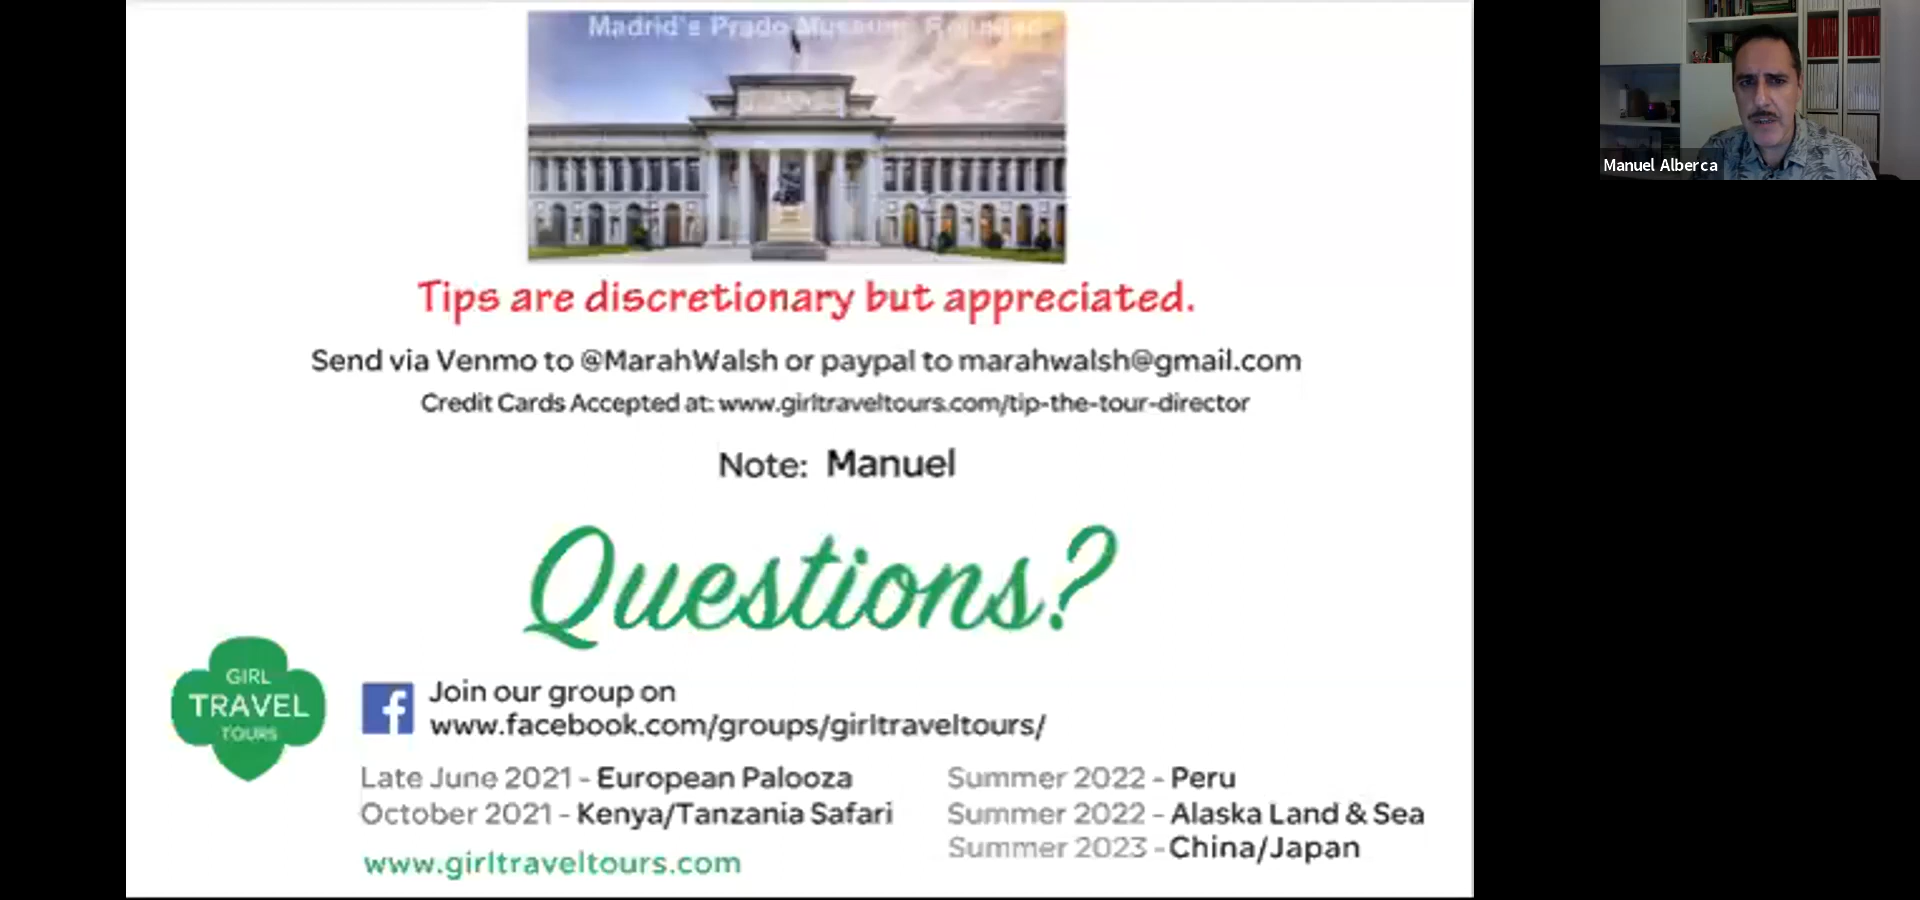 Madrid's Prado Museum Reloaded
Manuel Alberca
Tips are discretionary but appreciated.
Send via Venmo to @MarahWalsh or paypal to marahwalsh@gmail.com
Credit Cards Accepted at: www.girltraveltours.com/tip-the-tour-director
Note: Manuel
Questions?
GIRL
TRAVEL
TOURS
Join our group on
www.facebook.com/groups/girltraveltours/
Late June 2021 - European Palooza
October 2021 - Kenya/Tanzania Safari
www.girltraveltours.com
Summer 2022 - Peru
Summer 2022 - Alaska Land & Sea
Summer 2023 - China/Japan